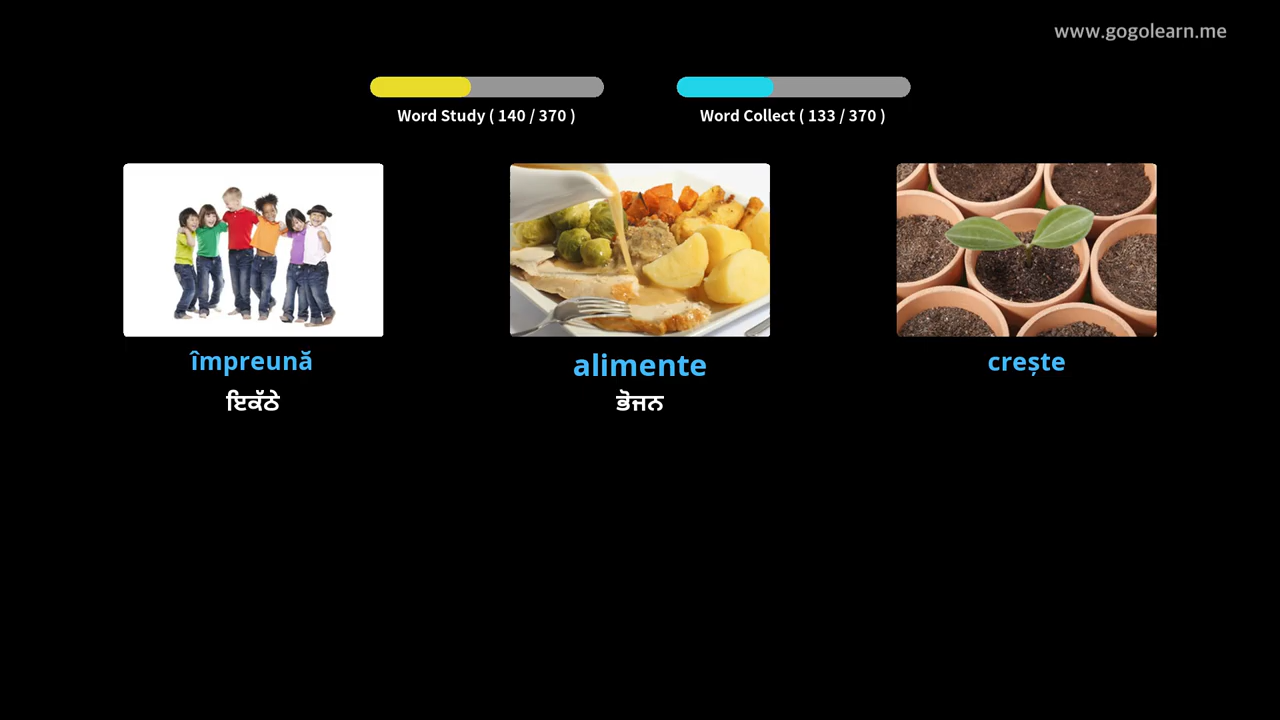 www.gogolearn.me
Word Study ( 140 / 370 )
Word Collect ( 133 / 370 )
împreună
alimente
crește
ਇਕੱਠੇ
ਭੋਜਨ